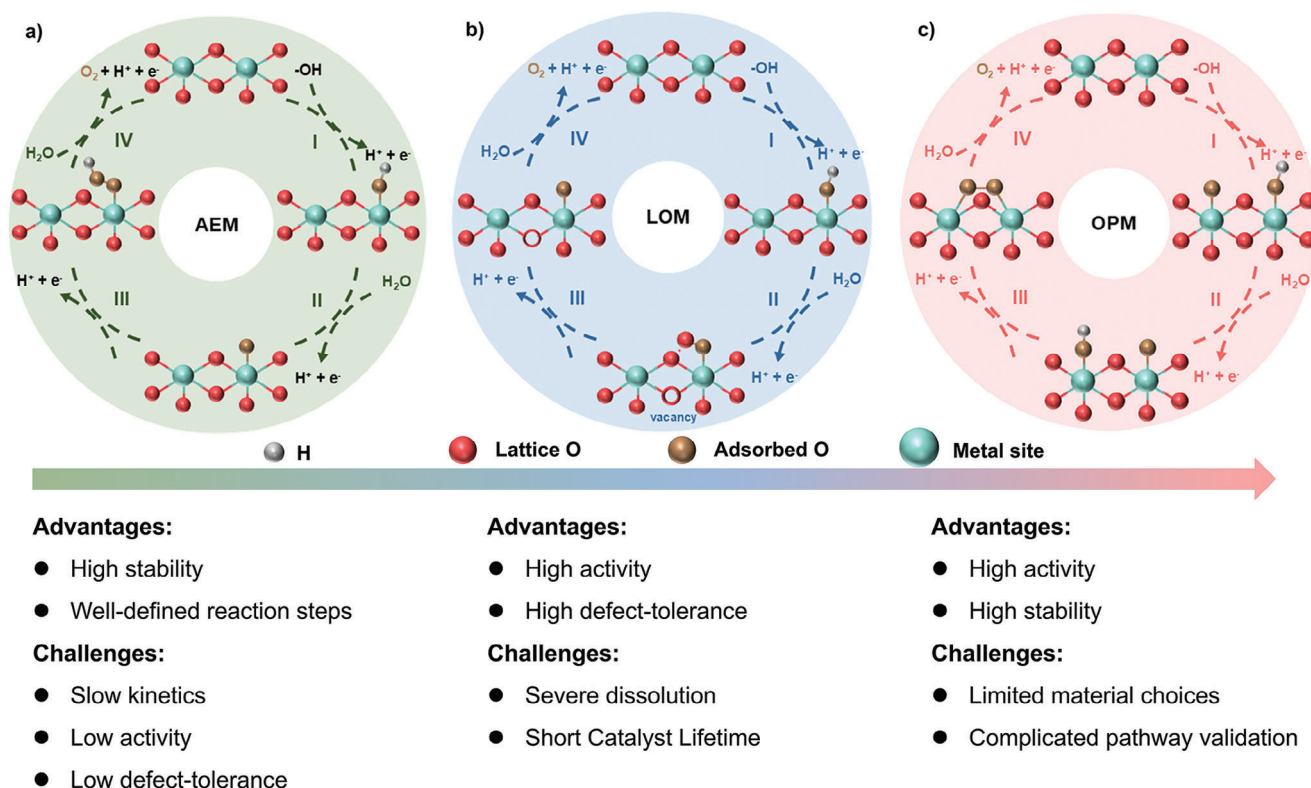 a)
O₂ + H⁺ + e⁻
-OH
IV
I
H₂O
H⁺ + e⁻
AEM
H⁺ + e⁻
III
II
H₂O
H⁺ + e⁻
b)
O₂ + H⁺ + e⁻
-OH
IV
I
H₂O
H⁺ + e⁻
LOM
H⁺ + e⁻
III
II
H₂O
H⁺ + e⁻
vacancy
c)
O₂ + H⁺ + e⁻
-OH
IV
I
H₂O
H⁺ + e⁻
OPM
H⁺ + e⁻
III
II
H₂O
H⁺ + e⁻
H
Lattice O
Adsorbed O
Metal site
Advantages:
● High stability
● Well-defined reaction steps
Challenges:
● Slow kinetics
● Low activity
● Low defect-tolerance
Advantages:
● High activity
● High defect-tolerance
Challenges:
● Severe dissolution
● Short Catalyst Lifetime
Advantages:
● High activity
● High stability
Challenges:
● Limited material choices
● Complicated pathway validation